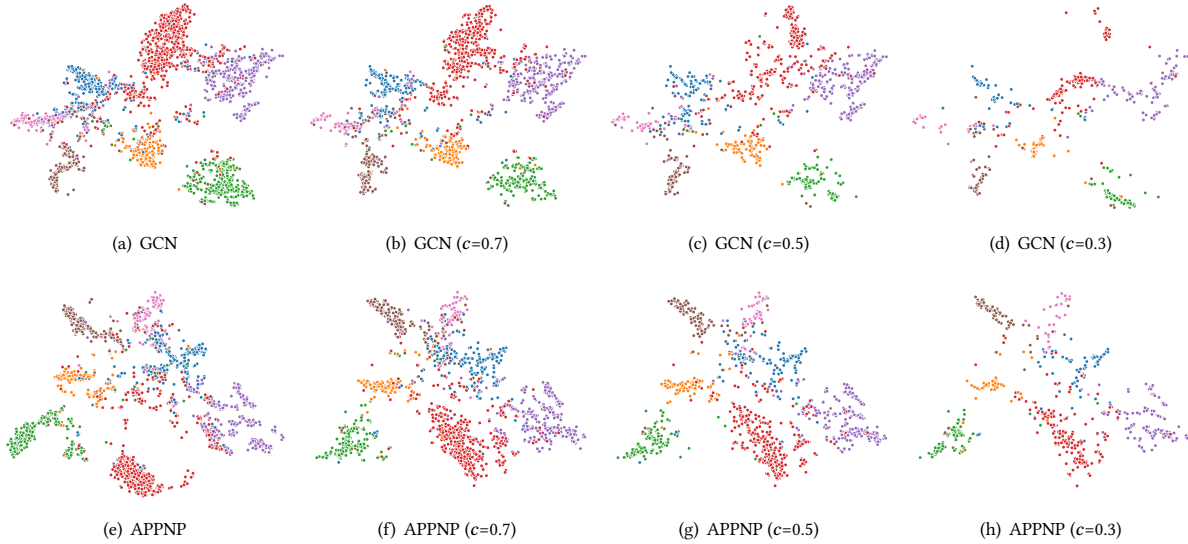 (a) GCN
(b) GCN (c=0.7)
(c) GCN (c=0.5)
(d) GCN (c=0.3)
(e) APPNP
(f) APPNP (c=0.7)
(g) APPNP (c=0.5)
(h) APPNP (c=0.3)